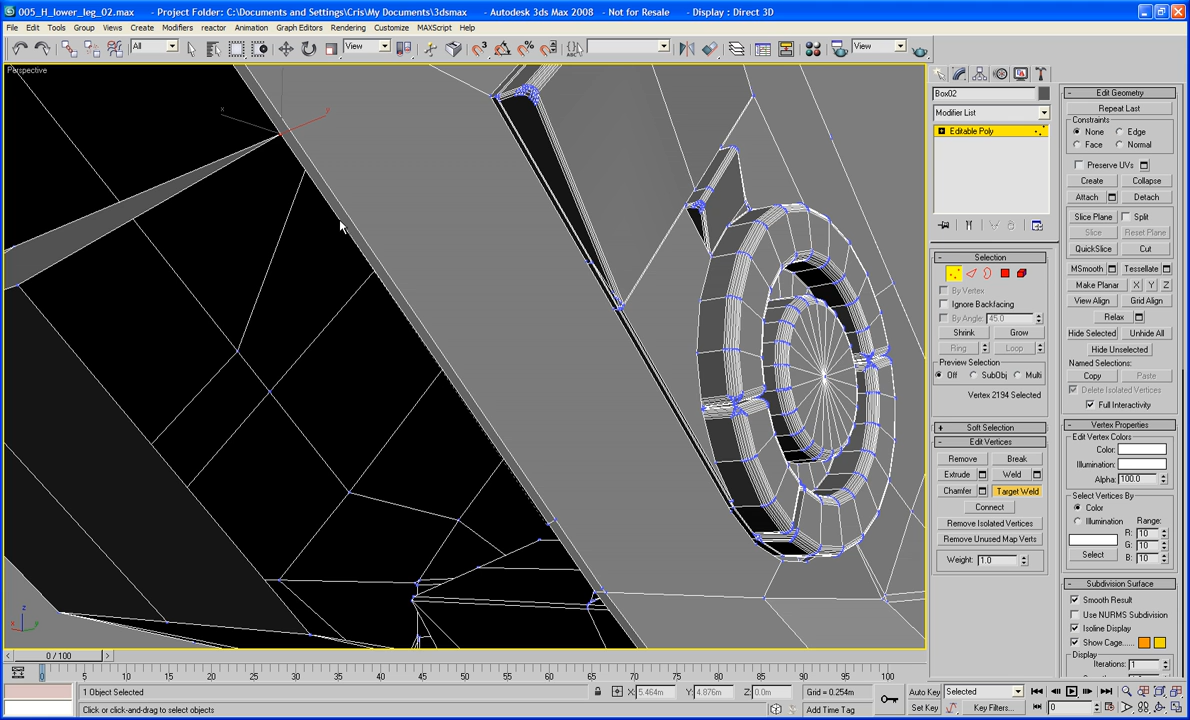 005_H_lower_leg_02.max - Project Folder: C:\Documents and Settings\Cris\My Documents\3dsmax - Autodesk 3ds Max 2008 - Not for Resale - Display : Direct 3D
File Edit Tools Group Views Create Modifiers reactor Animation Graph Editors Rendering Customize MAXScript Help
All View View
Perspective
x y
Box02
Modifier List
Editable Poly
- Selection
By Vertex
Ignore Backfacing
By Angle: 45.0
Shrink Grow
Ring Loop
Preview Selection
Off SubObj Multi
Vertex 2194 Selected
+ Soft Selection
- Edit Vertices
Remove Break
Extrude Weld
Chamfer Target Weld
Connect
Remove Isolated Vertices
Remove Unused Map Verts
Weight: 1.0
- Edit Geometry
Repeat Last
Constraints
None Edge
Face Normal
Preserve UVs
Create Collapse
Attach Detach
Slice Plane Split
Slice Reset Plane
QuickSlice Cut
MSmooth Tessellate
Make Planar X Y Z
View Align Grid Align
Relax
Hide Selected Unhide All
Hide Unselected
Named Selections:
Copy Paste
Delete Isolated Vertices
Full Interactivity
- Vertex Properties
Edit Vertex Colors
Color:
Illumination:
Alpha: 100.0
Select Vertices By
Color
Illumination Range:
R: 10
G: 10
Select B: 10
- Subdivision Surface
Smooth Result
Use NURMS Subdivision
Isoline Display
Show Cage......
Display
Iterations: 1
z
x y
< 0 / 100 >
0 5 10 15 20 25 30 35 40 45 50 55 60 65 70 75 80 85 90 95 100
1 Object Selected X: 5.464m Y: 4.876m Z: 0.0m Grid = 0.254m Auto Key Selected
Click or click-and-drag to select objects Add Time Tag Set Key Key Filters... 0